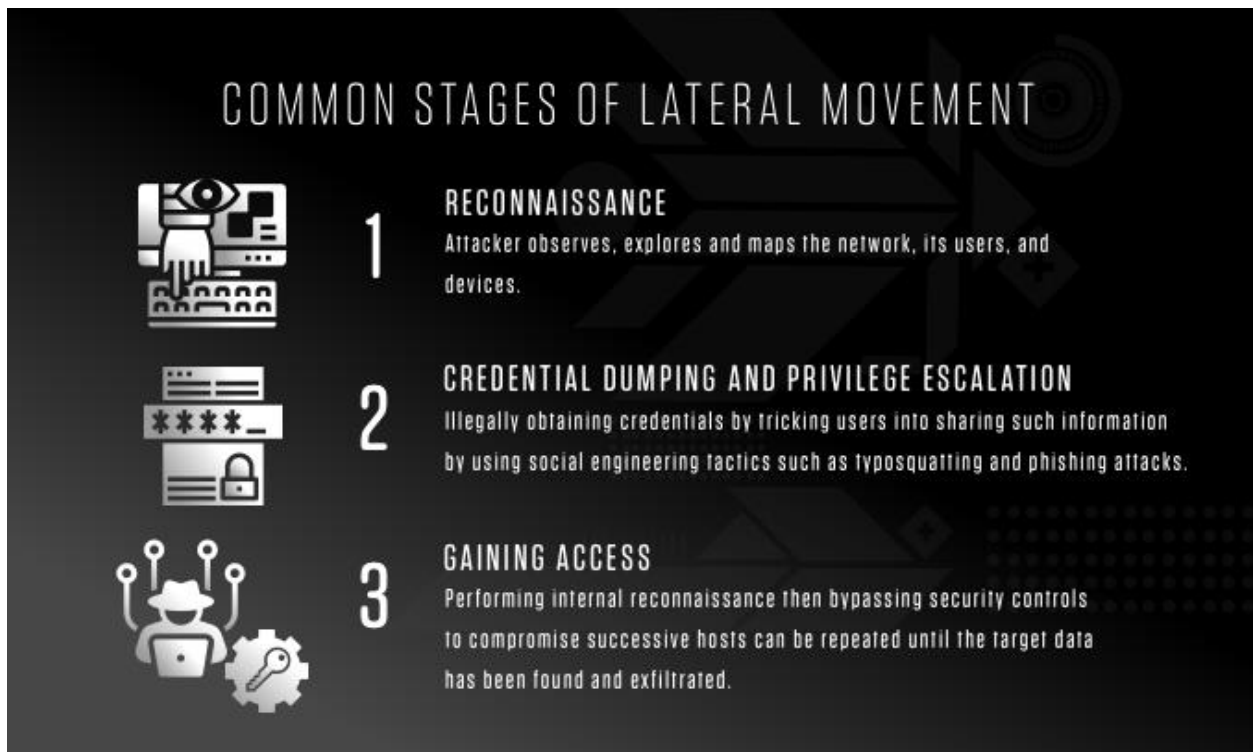 COMMON STAGES OF LATERAL MOVEMENT
1
RECONNAISSANCE
Attacker observes, explores and maps the network, its users, and
devices.
2
CREDENTIAL DUMPING AND PRIVILEGE ESCALATION
****_
Illegally obtaining credentials by tricking users into sharing such information
by using social engineering tactics such as typosquatting and phishing attacks.
3
GAINING ACCESS
Performing internal reconnaissance then bypassing security controls
to compromise successive hosts can be repeated until the target data
has been found and exfiltrated.